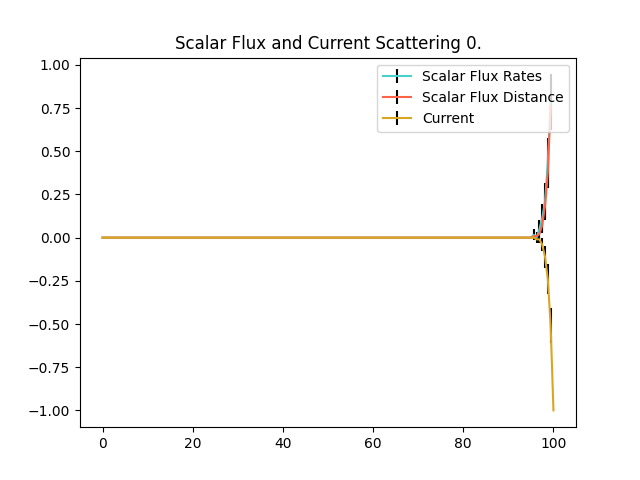 Scalar Flux and Current Scattering 0.
1.00
0.75
0.50
0.25
0.00
−0.25
−0.50
−0.75
−1.00
Scalar Flux Rates
Scalar Flux Distance
Current
0 20 40 60 80 100